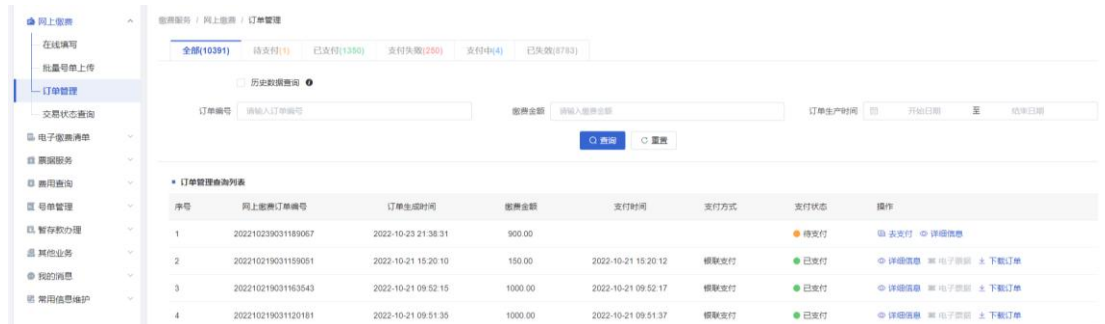 网上缴费
在线填写
批量号单上传
订单管理
交易状态查询
电子缴费清单
票据服务
费用查询
号单管理
暂存款办理
其他业务
我的消息
常用信息维护
缴费服务 / 网上缴费 / 订单管理
全部(10391) 待支付(1) 已支付(1350) 支付失败(250) 支付中(4) 已失效(8783)
历史数据查询
订单编号 请输入订单编号 缴费金额 请输入缴费金额 订单生产时间 开始日期 至 结束日期
查询 重置
订单管理查询列表
序号 网上缴费订单编号 订单生成时间 缴费金额 支付时间 支付方式 支付状态 操作
1 202210239031189067 2022-10-23 21:38:31 900.00 待支付 去支付 详细信息
2 202210219031159051 2022-10-21 15:20:10 150.00 2022-10-21 15:20:12 银联支付 已支付 详细信息 电子票据 下载订单
3 202210219031163543 2022-10-21 09:52:15 1000.00 2022-10-21 09:52:17 银联支付 已支付 详细信息 电子票据 下载订单
4 202210219031120181 2022-10-21 09:51:35 1000.00 2022-10-21 09:51:37 银联支付 已支付 详细信息 电子票据 下载订单